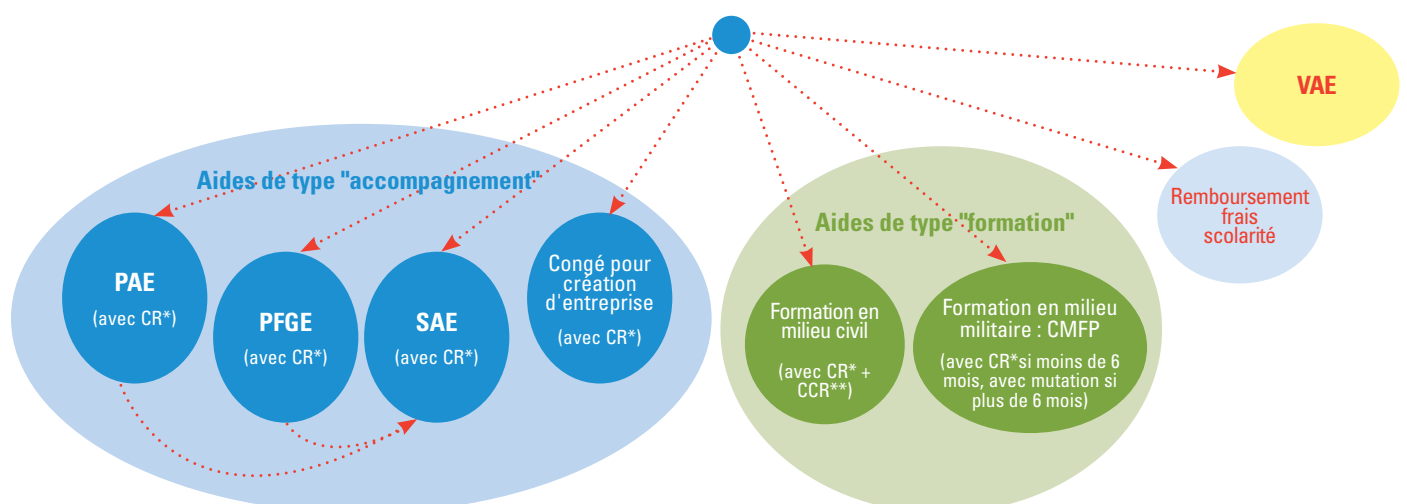 VAE
Remboursement
frais
scolarité
Aides de type "accompagnement"
PAE
(avec CR*)
PFGE
(avec CR*)
SAE
(avec CR*)
Congé pour
création
d'entreprise
(avec CR*)
Aides de type "formation"
Formation en
milieu civil
(avec CR* +
CCR**)
Formation en milieu
militaire : CMFP
(avec CR*si moins de 6
mois, avec mutation si
plus de 6 mois)